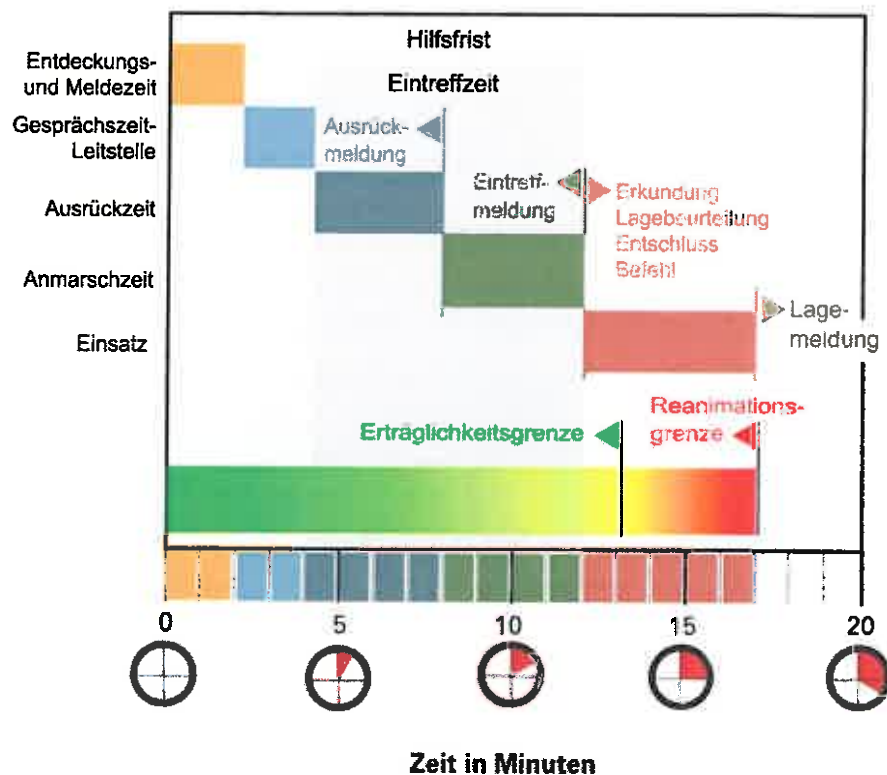 Hilfsfrist
Entdeckungs-
und Meldezeit
Eintreffzeit
Gesprächszeit-
Leitstelle
Ausrück-
meldung
Ausrückzeit
Eintreff-
meldung
Erkundung
Lagebeurteilung
Entschluss
Befehl
Anmarschzeit
Einsatz
Lage-
meldung
Reanimations-
grenze
Erträglichkeitsgrenze
0
5
10
15
20
Zeit in Minuten